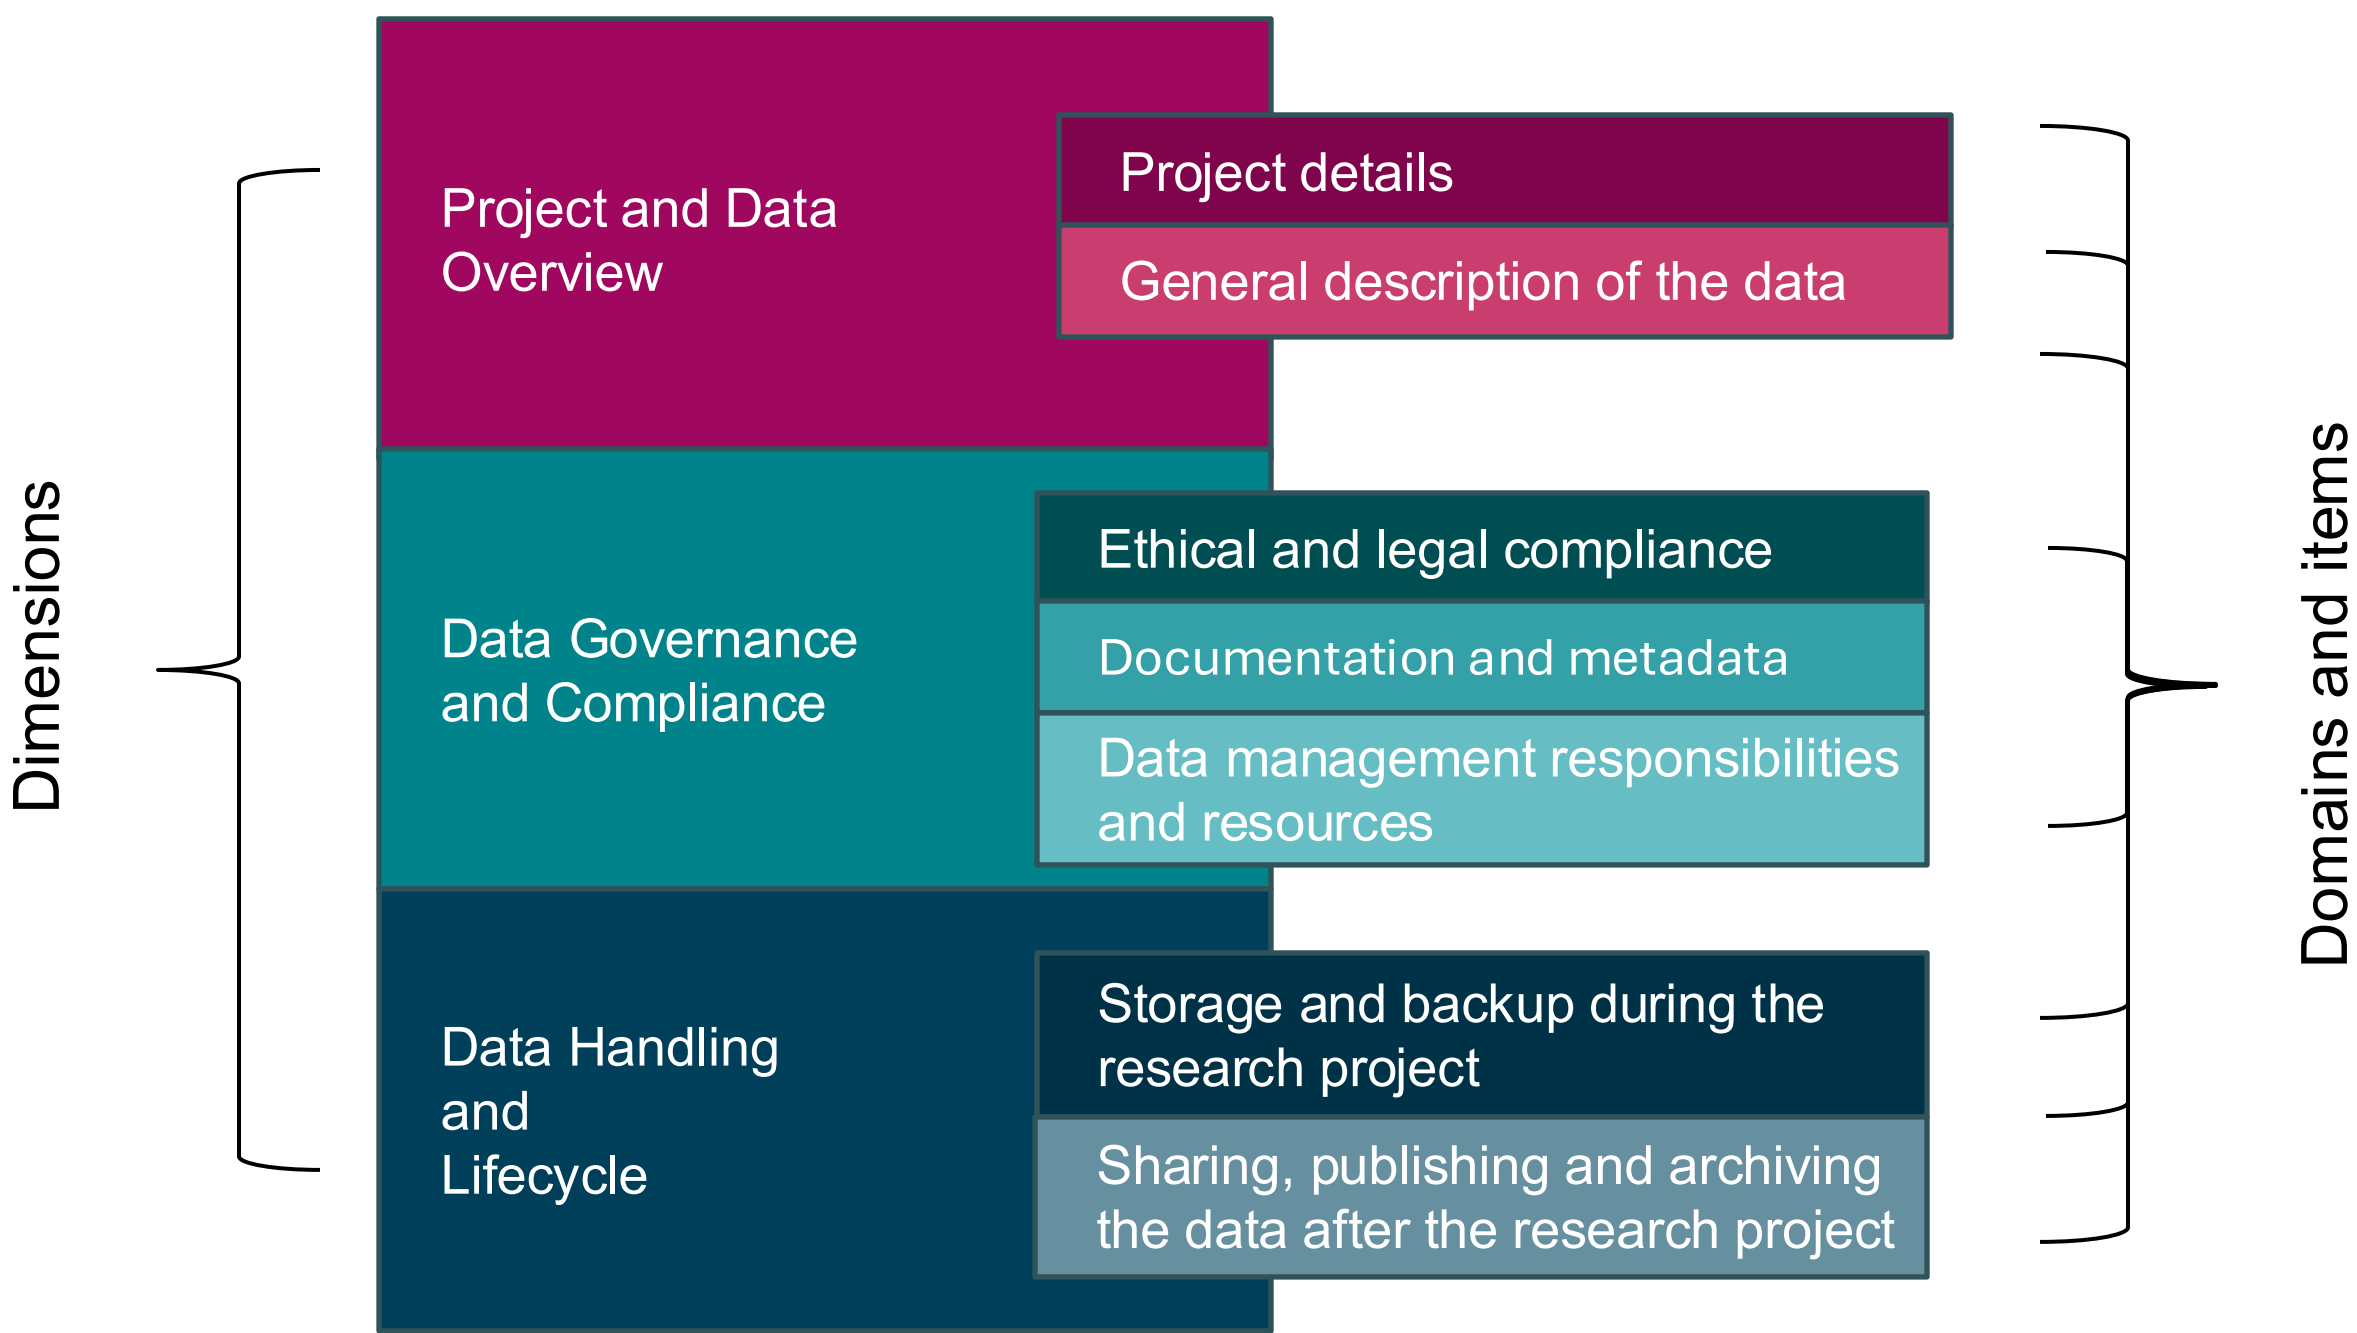 Dimensions
Project and Data
Overview
Project details
General description of the data
Data Governance
and Compliance
Ethical and legal compliance
Documentation and metadata
Data management responsibilities
and resources
Data Handling
and
Lifecycle
Storage and backup during the
research project
Sharing, publishing and archiving
the data after the research project
Domains and items